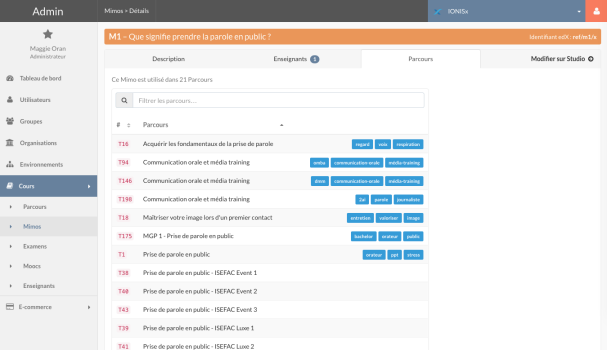 Admin
Mimos > Détails
IONISx
Maggie Oran
Administrateur
Tableau de bord
Utilisateurs
Groupes
Organisations
Environnements
Cours
Parcours
Mimos
Examens
Moocs
Enseignants
E-commerce
M1 - Que signifie prendre la parole en public ?
Identifiant edX : ref/m1/x
Description
Enseignants 1
Parcours
Modifier sur Studio
Ce Mimo est utilisé dans 21 Parcours
Filtrer les parcours...
# Parcours
T16 Acquérir les fondamentaux de la prise de parole regard voix respiration
T94 Communication orale et média training omba communication-orale média-training
T146 Communication orale et média training démo communication-orale média-training
T198 Communication orale et média training 2ai parole journaliste
T18 Maîtriser votre image lors d'un premier contact entretien valoriser image
T175 MGP 1 - Prise de parole en public bachelor orateur public
T1 Prise de parole en public orateur ppt stress
T38 Prise de parole en public - ISEFAC Event 1
T40 Prise de parole en public - ISEFAC Event 2
T43 Prise de parole en public - ISEFAC Event 3
T39 Prise de parole en public - ISEFAC Luxe 1
T41 Prise de parole en public - ISEFAC Luxe 2